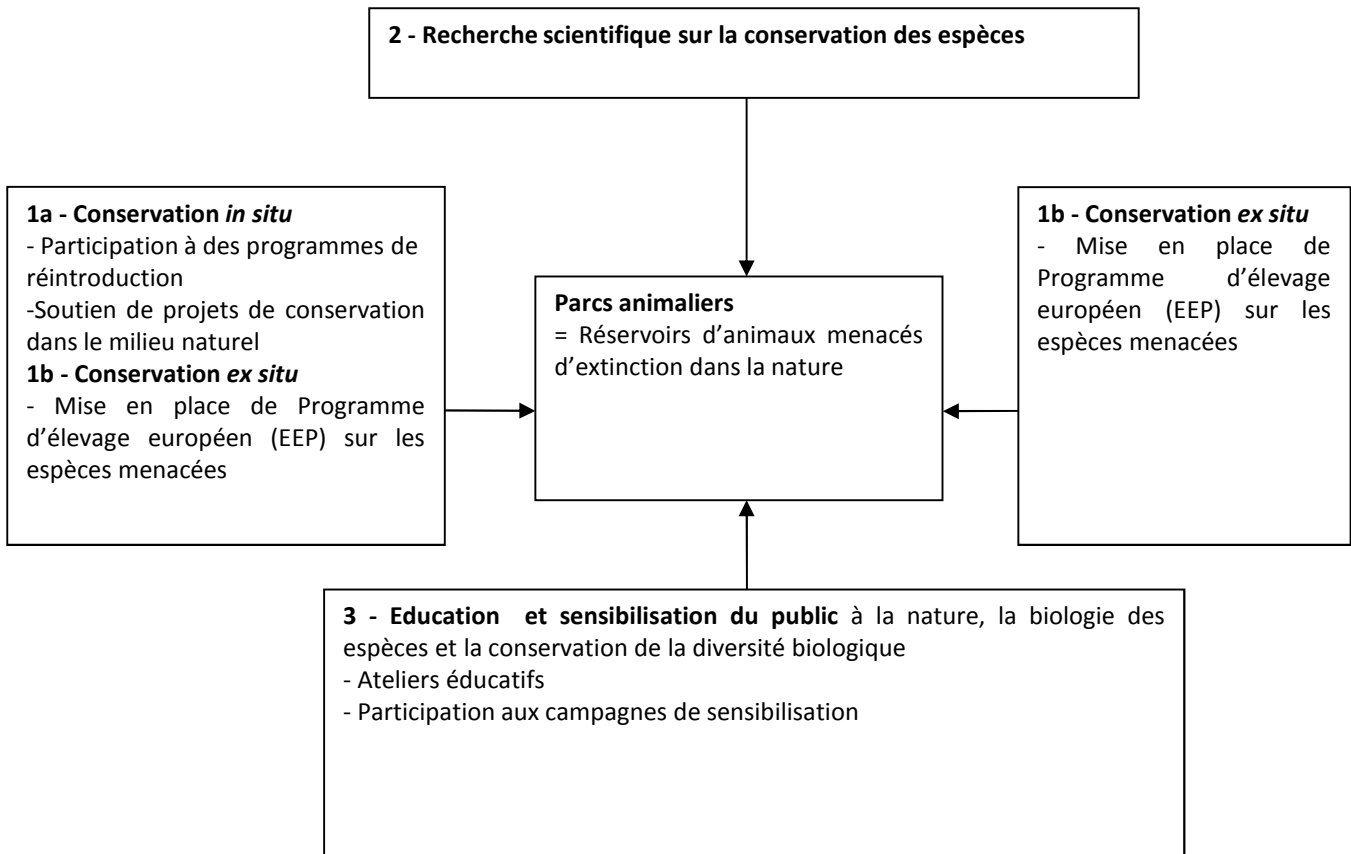 2 - Recherche scientifique sur la conservation des espèces
1a - Conservation in situ
- Participation à des programmes de
réintroduction
-Soutien de projets de conservation
dans le milieu naturel
1b - Conservation ex situ
- Mise en place de Programme
d’élevage européen (EEP) sur les
espèces menacées
Parcs animaliers
= Réservoirs d’animaux menacés
d’extinction dans la nature
1b - Conservation ex situ
- Mise en place de
Programme d’élevage
européen (EEP) sur les
espèces menacées
3 - Education et sensibilisation du public à la nature, la biologie des
espèces et la conservation de la diversité biologique
- Ateliers éducatifs
- Participation aux campagnes de sensibilisation